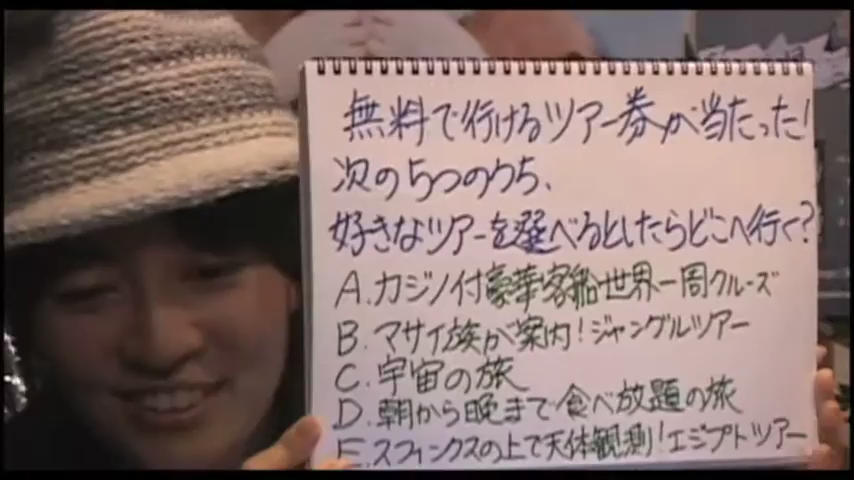 無料で行けるツアー券が当たった!
次の5つのうち、
好きなツアーを選べるとしたらどこへ行く?
A.カジノ付豪華客船世界一周クルーズ
B.マサイ族が案内!ジャングルツアー
C.宇宙の旅
D.朝から晩まで食べ放題の旅
E.スフィンクスの上で天体観測!エジプトツアー